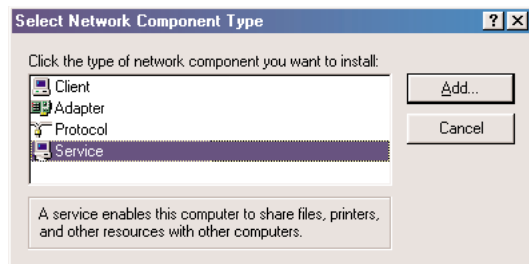 Select Network Component Type
Click the type of network component you want to install:
Client
Adapter
Protocol
Service
Add...
Cancel
A service enables this computer to share files, printers,
and other resources with other computers.